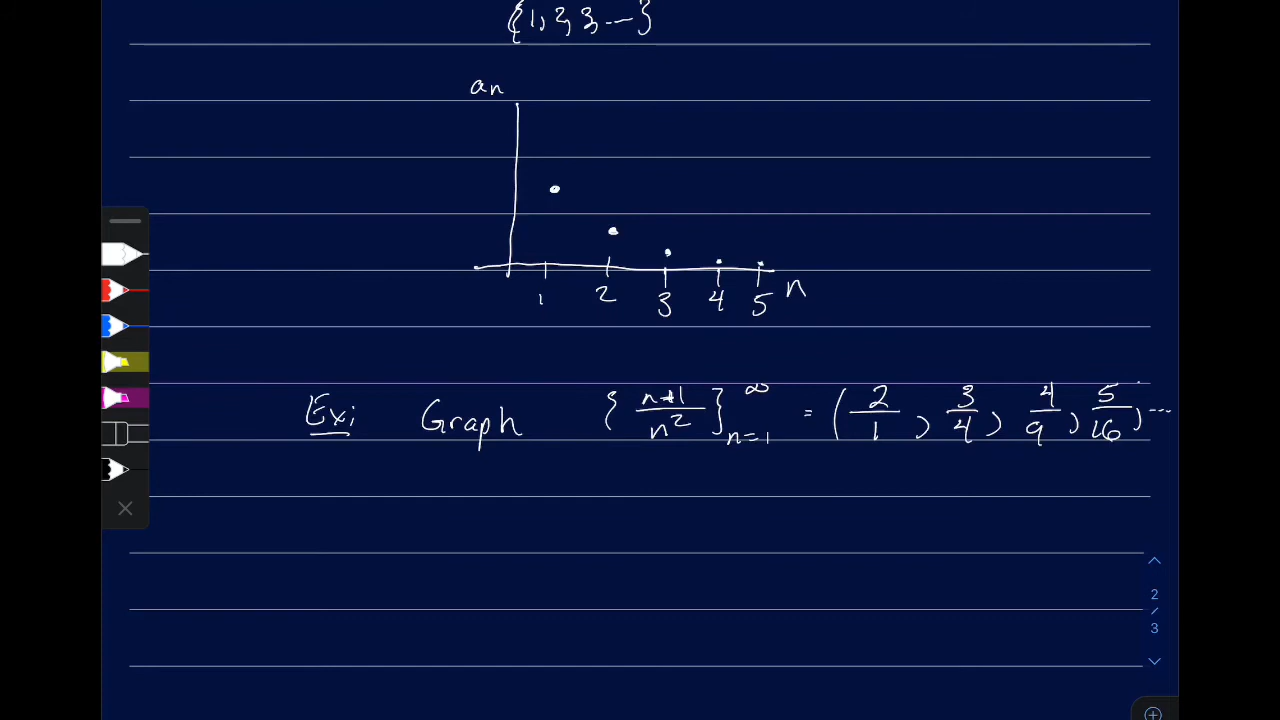 {1, 2, 3, ...}
an
1 2 3 4 5 n
Ex: Graph { n+1 / n² }_{n=1}^{∞} = ( 2/1, 3/4, 4/9, 5/16, ...
2
/
3